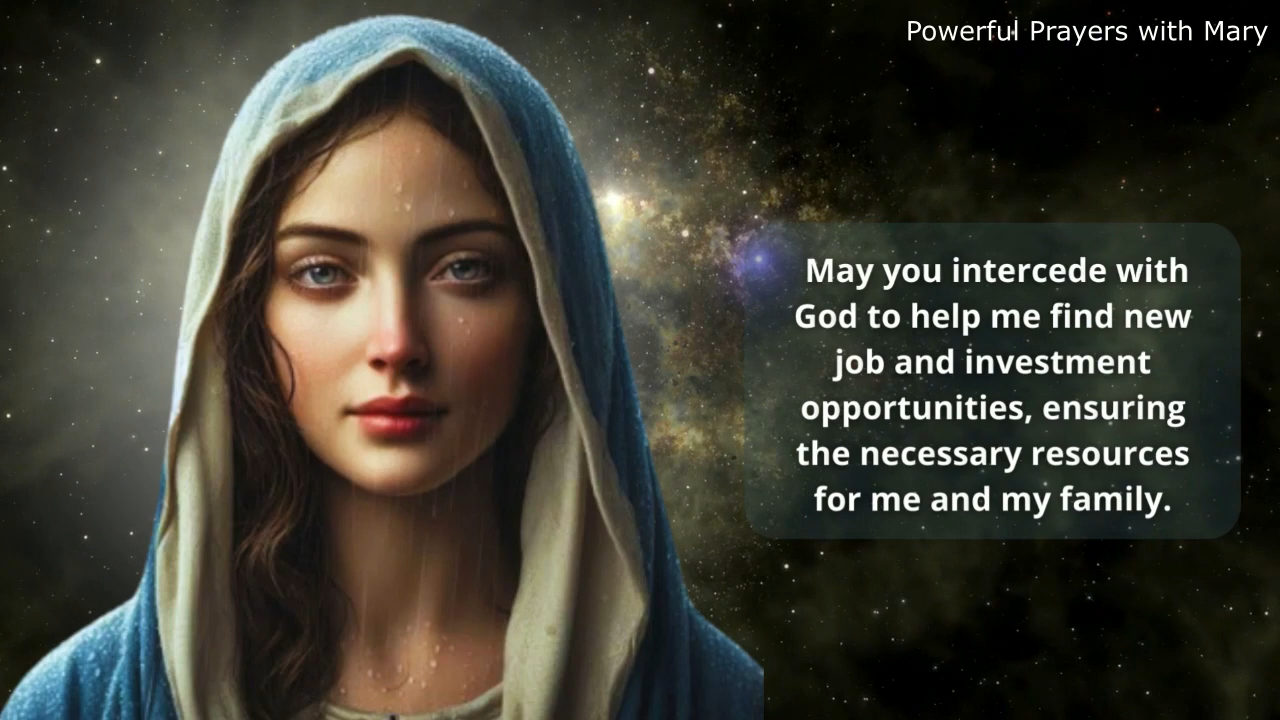 Powerful Prayers with Mary
May you intercede with
God to help me find new
job and investment
opportunities, ensuring
the necessary resources
for me and my family.